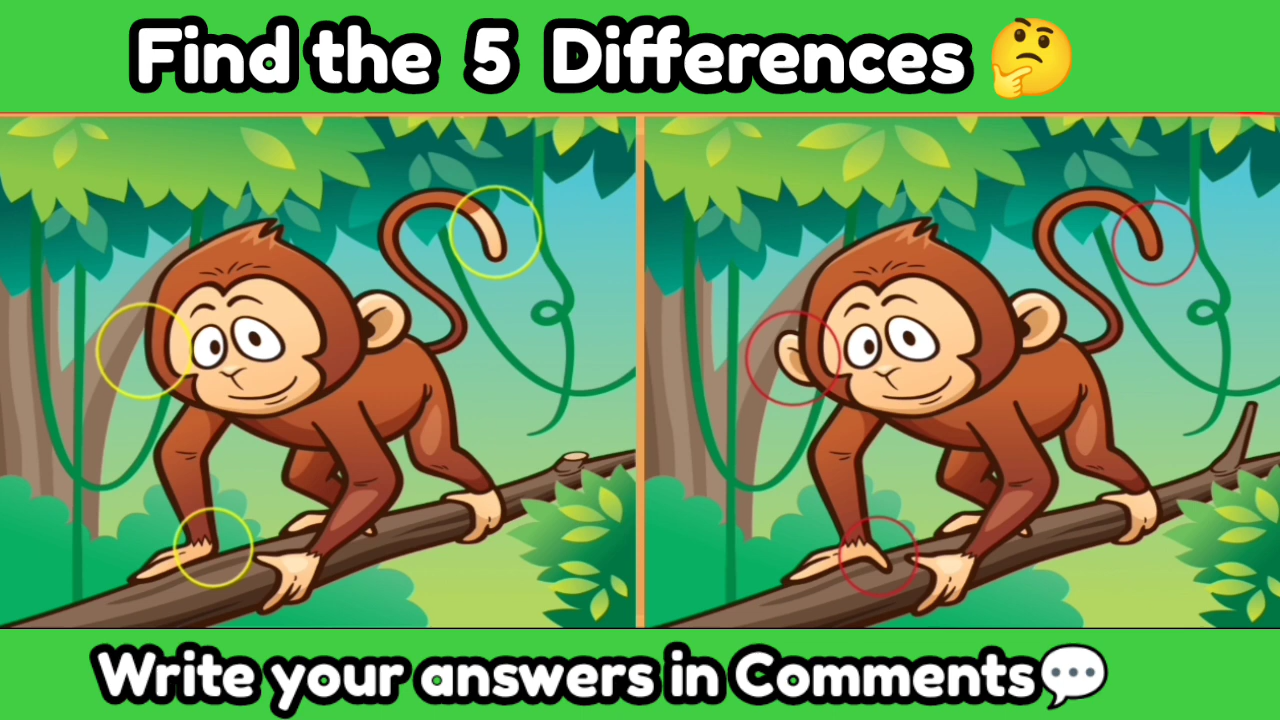 Find the 5 Differences 🤔
Write your answers in Comments💬